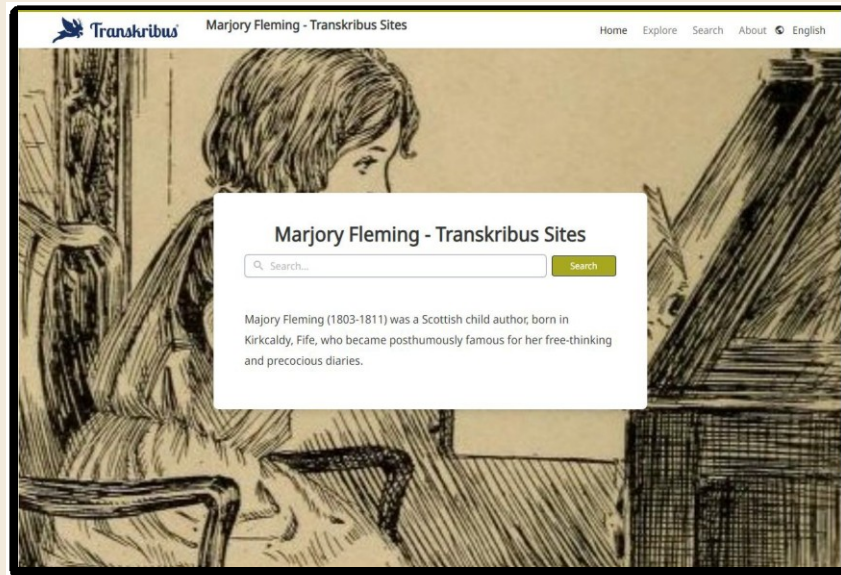 Transkribus
Marjory Fleming - Transkribus Sites
Home Explore Search About English
Marjory Fleming - Transkribus Sites
Search... Search
Majory Fleming (1803-1811) was a Scottish child author, born in
Kirkcaldy, Fife, who became posthumously famous for her free-thinking
and precocious diaries.